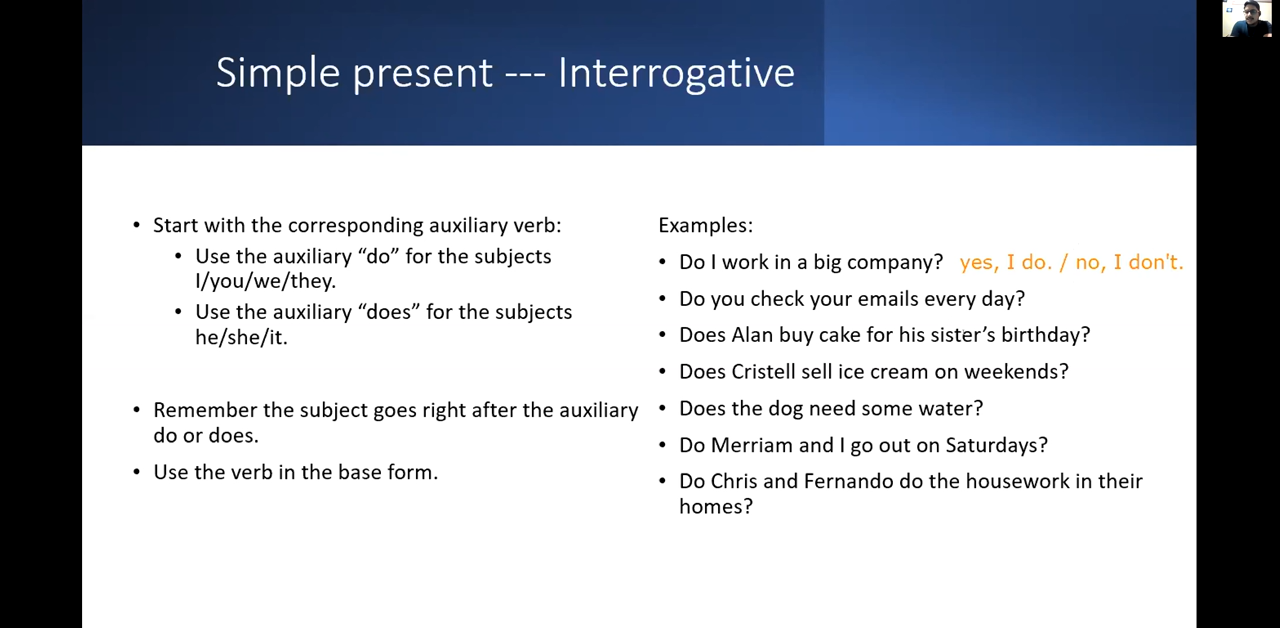 Simple present --- Interrogative
• Start with the corresponding auxiliary verb:
• Use the auxiliary “do” for the subjects
I/you/we/they.
• Use the auxiliary “does” for the subjects
he/she/it.
• Remember the subject goes right after the auxiliary
do or does.
• Use the verb in the base form.
Examples:
• Do I work in a big company? yes, I do. / no, I don't.
• Do you check your emails every day?
• Does Alan buy cake for his sister’s birthday?
• Does Cristell sell ice cream on weekends?
• Does the dog need some water?
• Do Merriam and I go out on Saturdays?
• Do Chris and Fernando do the housework in their
homes?